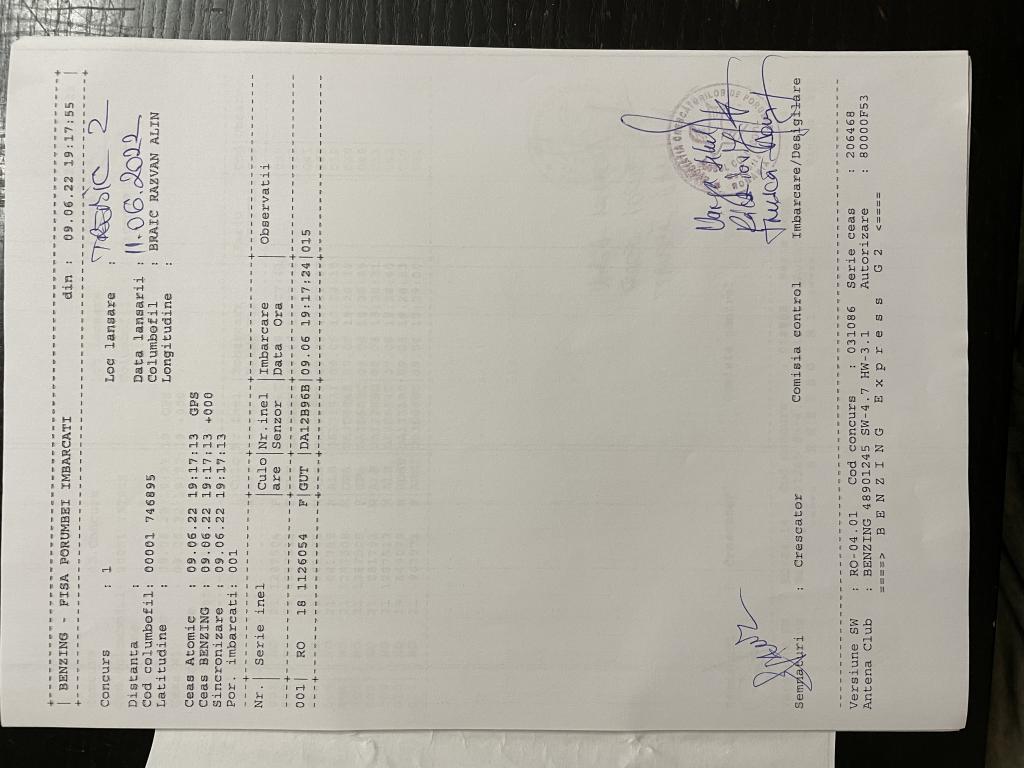 BENZING - FISA PORUMBEI IMBARCATI din : 09.06.22 19:17:55
Concurs : 1 Loc lansare : TREBIC 2
Distanta Data lansarii : 11.06.2022
Cod columbofil: 00001 746895 Columbofil : BRAIC RAZVAN ALIN
Latitudine : Longitudine :
Ceas Atomic : 09.06.22 19:17:13 GPS
Ceas BENZING : 09.06.22 19:17:13 +000
Sincronizare : 09.06.22 19:17:13
Por. imbarcati: 001
Nr.| Serie inel |Culo|Nr.inel |Imbarcare | Observatii
|are |Senzor |Data Ora |
001| RO 18 1126054 F|GUT |DA12B96B|09.06 19:17:24|015
Semnaturi : Crescator Comisia control Imbarcare/Desigilare
Versiune SW : RO-04.01 Cod concurs : 031086 Serie ceas : 206468
Antena Club : BENZING 48901245 SW-4.7 HW-3.1 Autorizare : 80000F53
====> B E N Z I N G E x p r e s s G 2 <====